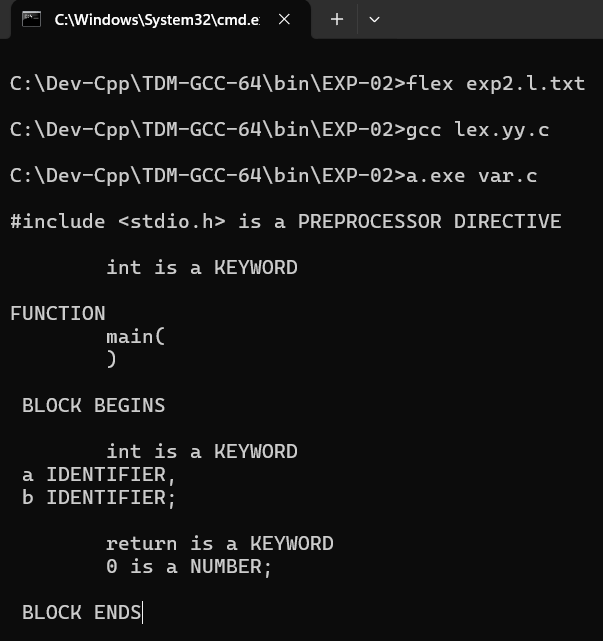 C:\Windows\System32\cmd.e:
C:\Dev-Cpp\TDM-GCC-64\bin\EXP-02>flex exp2.l.txt
C:\Dev-Cpp\TDM-GCC-64\bin\EXP-02>gcc lex.yy.c
C:\Dev-Cpp\TDM-GCC-64\bin\EXP-02>a.exe var.c
#include <stdio.h> is a PREPROCESSOR DIRECTIVE
int is a KEYWORD
FUNCTION
main(
)
BLOCK BEGINS
int is a KEYWORD
a IDENTIFIER,
b IDENTIFIER;
return is a KEYWORD
0 is a NUMBER;
BLOCK ENDS